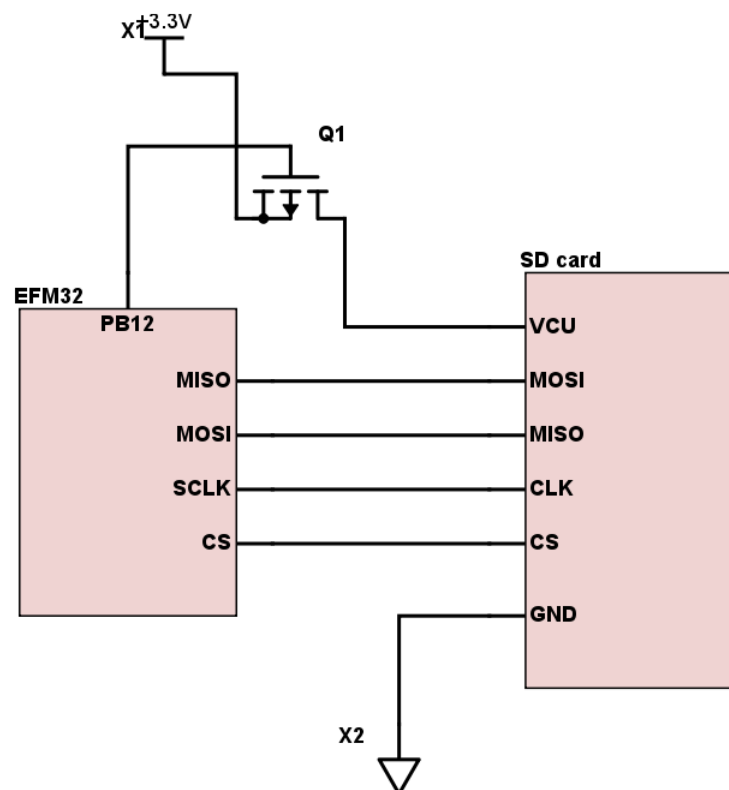 X1
+3.3V
Q1
SD card
EFM32
PB12
VCU
MISO
MOSI
MOSI
MISO
SCLK
CLK
CS
CS
GND
X2